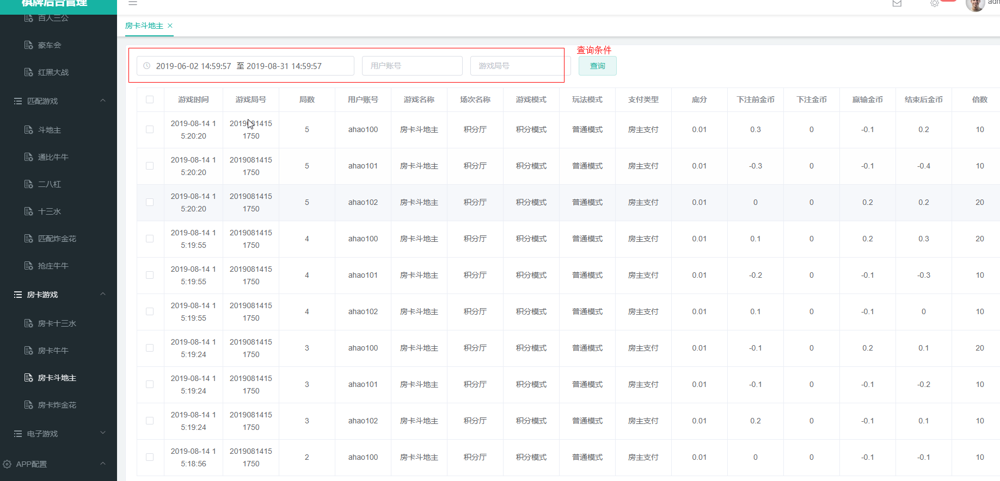 棋牌后台管理
adm
百人三公
豪车会
红黑大战
匹配游戏
斗地主
通比牛牛
二八杠
十三水
匹配炸金花
抢庄牛牛
房卡游戏
房卡十三水
房卡牛牛
房卡斗地主
房卡炸金花
电子游戏
APP配置
房卡斗地主 ×
查询条件
2019-06-02 14:59:57 至 2019-08-31 14:59:57 用户账号 游戏局号 查询
游戏时间 游戏局号 局数 用户账号 游戏名称 场次名称 游戏模式 玩法模式 支付类型 底分 下注前金币 下注金币 赢输金币 结束后金币 倍数
2019-08-14 1 2019081415
5:20:20 1750 5 ahao100 房卡斗地主 积分厅 积分模式 普通模式 房主支付 0.01 0.3 0 -0.1 0.2 10
2019-08-14 1 2019081415
5:20:20 1750 5 ahao101 房卡斗地主 积分厅 积分模式 普通模式 房主支付 0.01 -0.3 0 -0.1 -0.4 10
2019-08-14 1 2019081415
5:20:20 1750 5 ahao102 房卡斗地主 积分厅 积分模式 普通模式 房主支付 0.01 0 0 0.2 0.2 20
2019-08-14 1 2019081415
5:19:55 1750 4 ahao100 房卡斗地主 积分厅 积分模式 普通模式 房主支付 0.01 0.1 0 0.2 0.3 20
2019-08-14 1 2019081415
5:19:55 1750 4 ahao101 房卡斗地主 积分厅 积分模式 普通模式 房主支付 0.01 -0.2 0 -0.1 -0.3 10
2019-08-14 1 2019081415
5:19:55 1750 4 ahao102 房卡斗地主 积分厅 积分模式 普通模式 房主支付 0.01 0.1 0 -0.1 0 10
2019-08-14 1 2019081415
5:19:24 1750 3 ahao100 房卡斗地主 积分厅 积分模式 普通模式 房主支付 0.01 -0.1 0 0.2 0.1 20
2019-08-14 1 2019081415
5:19:24 1750 3 ahao101 房卡斗地主 积分厅 积分模式 普通模式 房主支付 0.01 -0.1 0 -0.1 -0.2 10
2019-08-14 1 2019081415
5:19:24 1750 3 ahao102 房卡斗地主 积分厅 积分模式 普通模式 房主支付 0.01 0.2 0 -0.1 0.1 10
2019-08-14 1 2019081415
5:18:56 1750 2 ahao100 房卡斗地主 积分厅 积分模式 普通模式 房主支付 0.01 0 0 -0.1 -0.1 10